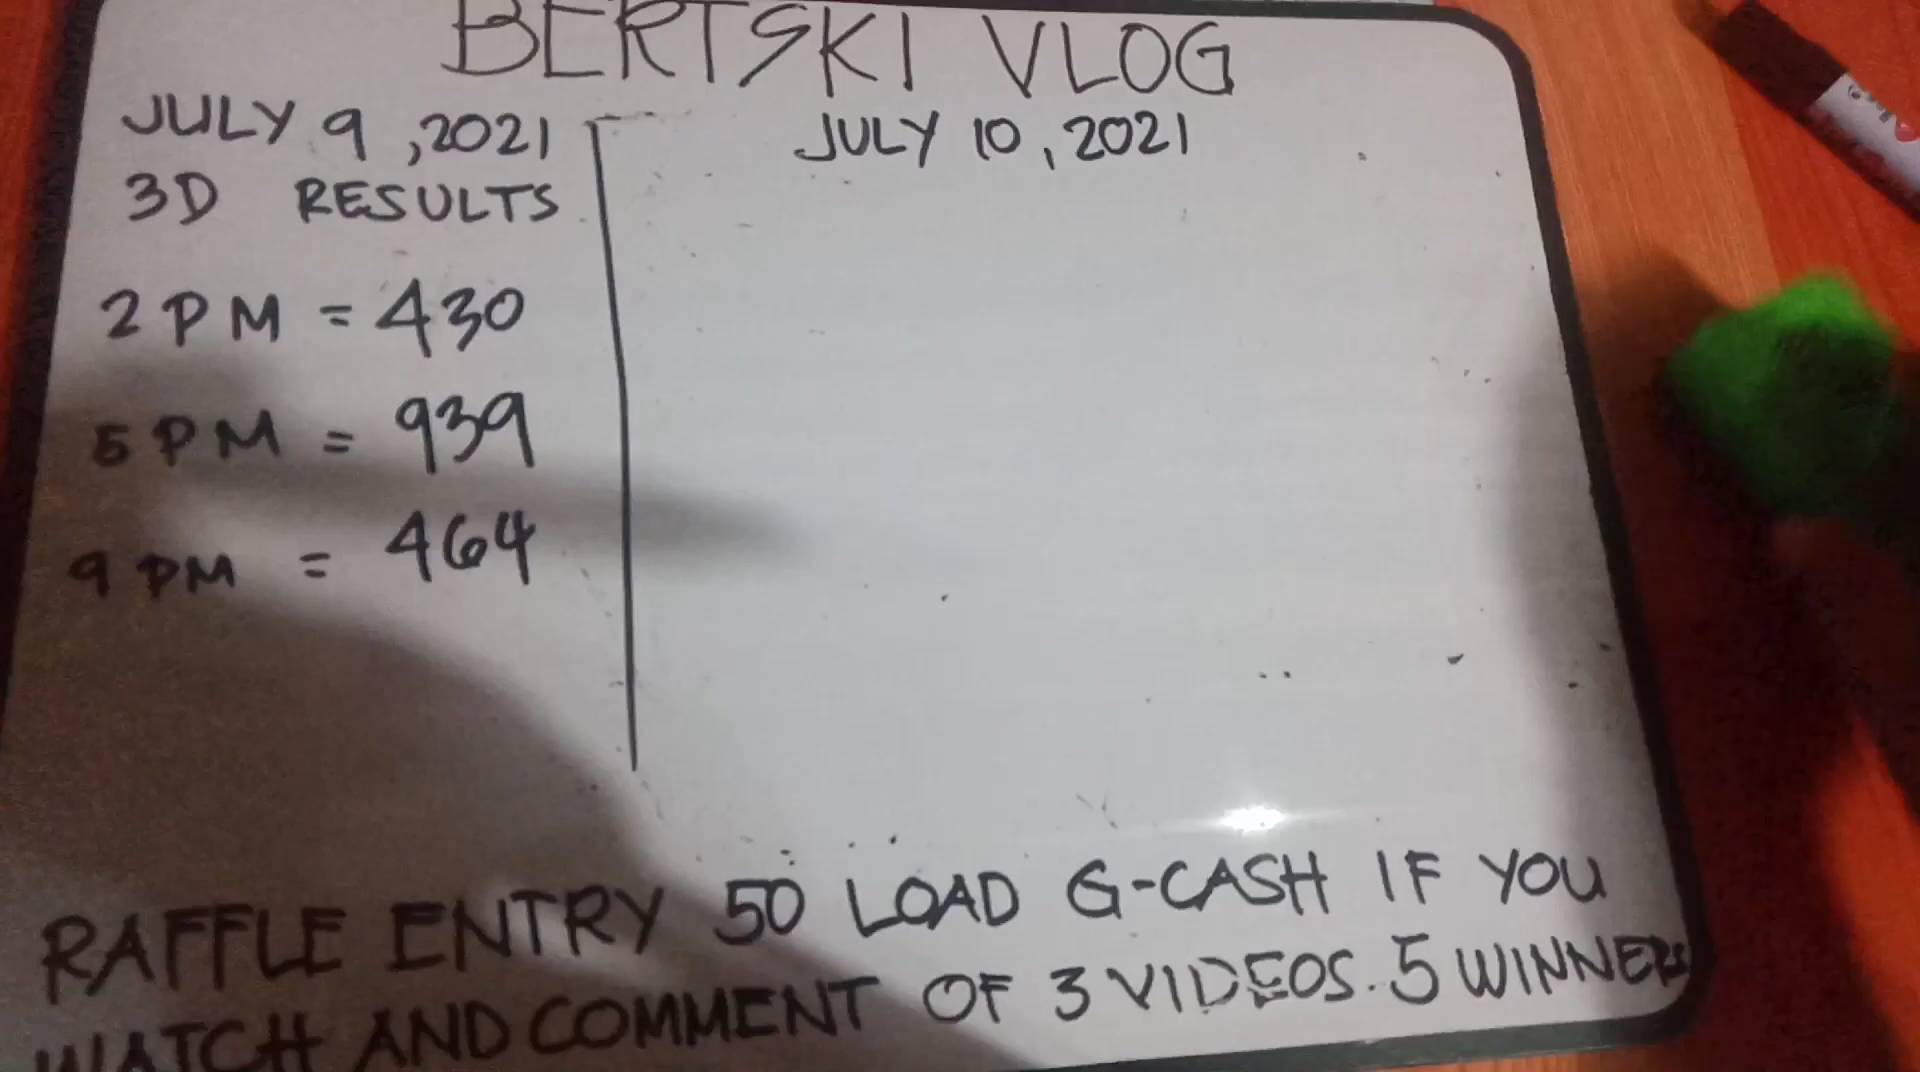 BERTSKI VLOG
JULY 9, 2021
3D RESULTS
2 PM = 430
5 PM = 939
9 PM = 464
JULY 10, 2021
RAFFLE ENTRY 50 LOAD G-CASH IF YOU
WATCH AND COMMENT OF 3 VIDEOS. 5 WINNERS